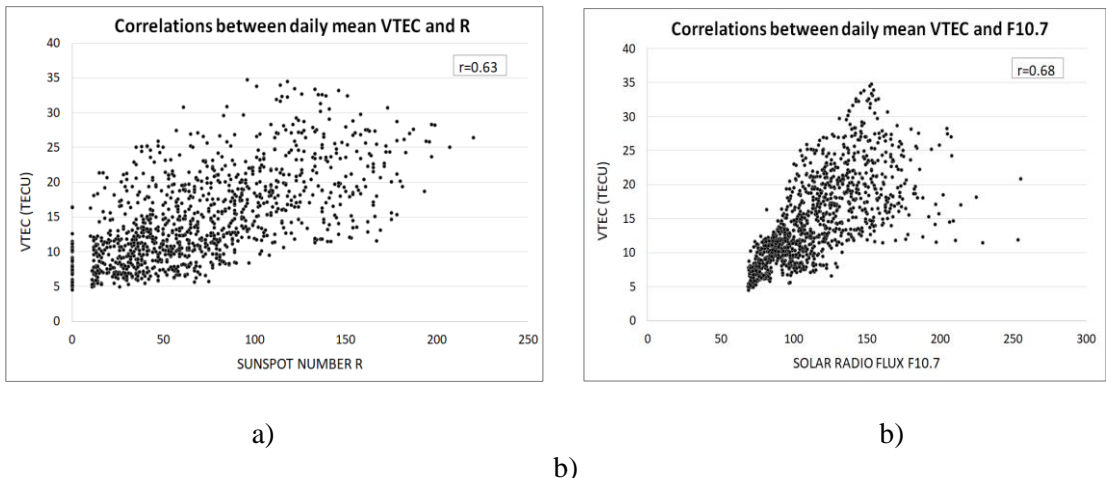 Correlations between daily mean VTEC and R
r=0.63
40
35
30
25
20
15
10
5
0
VTEC (TECU)
0 50 100 150 200 250
SUNSPOT NUMBER R
a)
Correlations between daily mean VTEC and F10.7
r=0.68
40
35
30
25
20
15
10
5
0
VTEC (TECU)
0 50 100 150 200 250 300
SOLAR RADIO FLUX F10.7
b)
b)